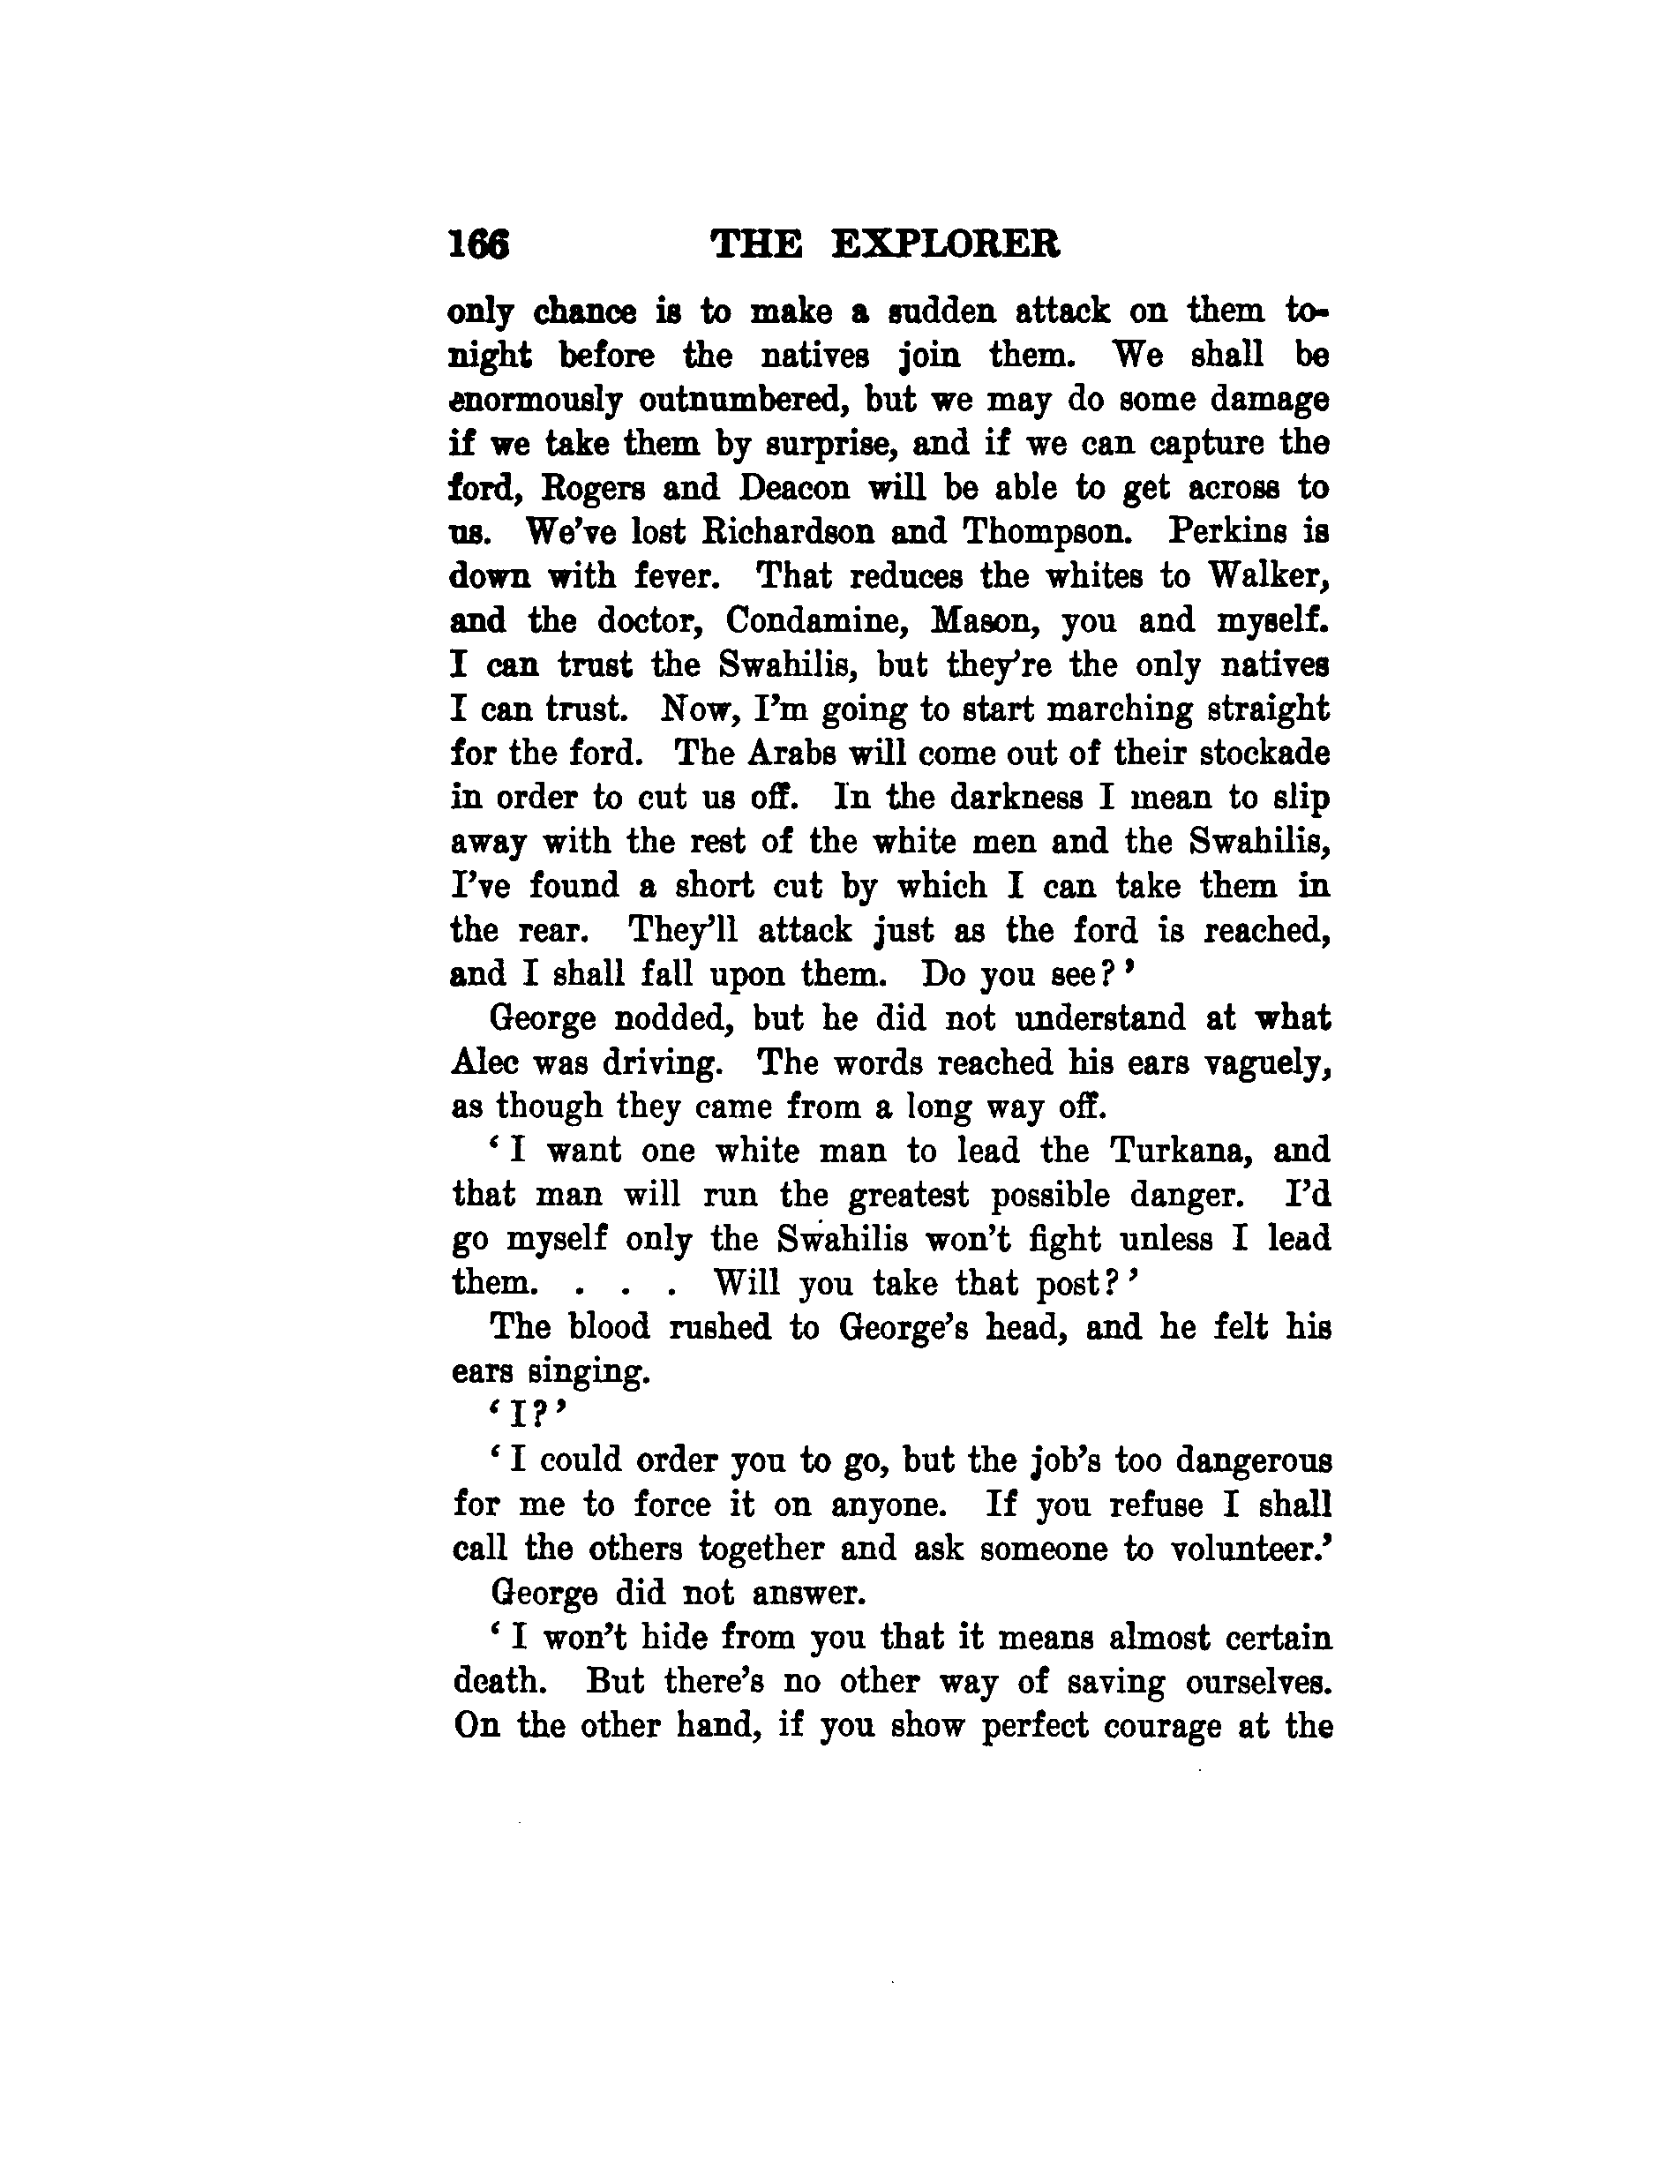 166 THE EXPLORER
only chance is to make a sudden attack on them to-
night before the natives join them. We shall be
enormously outnumbered, but we may do some damage
if we take them by surprise, and if we can capture the
ford, Rogers and Deacon will be able to get across to
us. We've lost Richardson and Thompson. Perkins is
down with fever. That reduces the whites to Walker,
and the doctor, Condamine, Mason, you and myself.
I can trust the Swahilis, but they're the only natives
I can trust. Now, I'm going to start marching straight
for the ford. The Arabs will come out of their stockade
in order to cut us off. In the darkness I mean to slip
away with the rest of the white men and the Swahilis,
I've found a short cut by which I can take them in
the rear. They'll attack just as the ford is reached,
and I shall fall upon them. Do you see?'
George nodded, but he did not understand at what
Alec was driving. The words reached his ears vaguely,
as though they came from a long way off.
'I want one white man to lead the Turkana, and
that man will run the greatest possible danger. I'd
go myself only the Swahilis won't fight unless I lead
them. . . . Will you take that post?'
The blood rushed to George's head, and he felt his
ears singing.
'I?'
'I could order you to go, but the job's too dangerous
for me to force it on anyone. If you refuse I shall
call the others together and ask someone to volunteer.'
George did not answer.
'I won't hide from you that it means almost certain
death. But there's no other way of saving ourselves.
On the other hand, if you show perfect courage at the